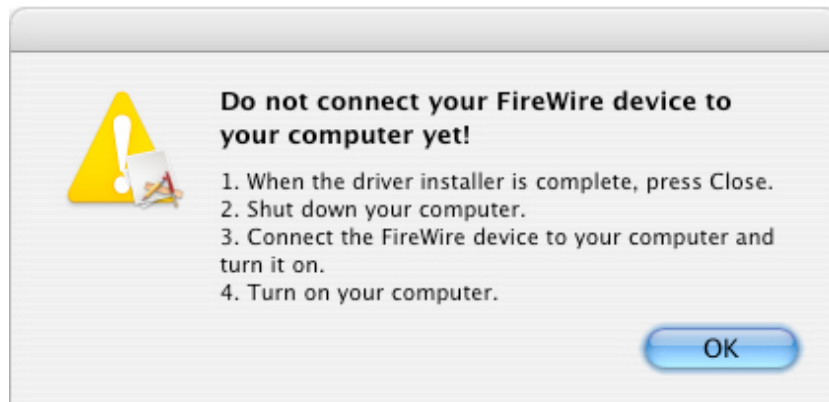 Do not connect your FireWire device to
your computer yet!
1. When the driver installer is complete, press Close.
2. Shut down your computer.
3. Connect the FireWire device to your computer and
turn it on.
4. Turn on your computer.
OK